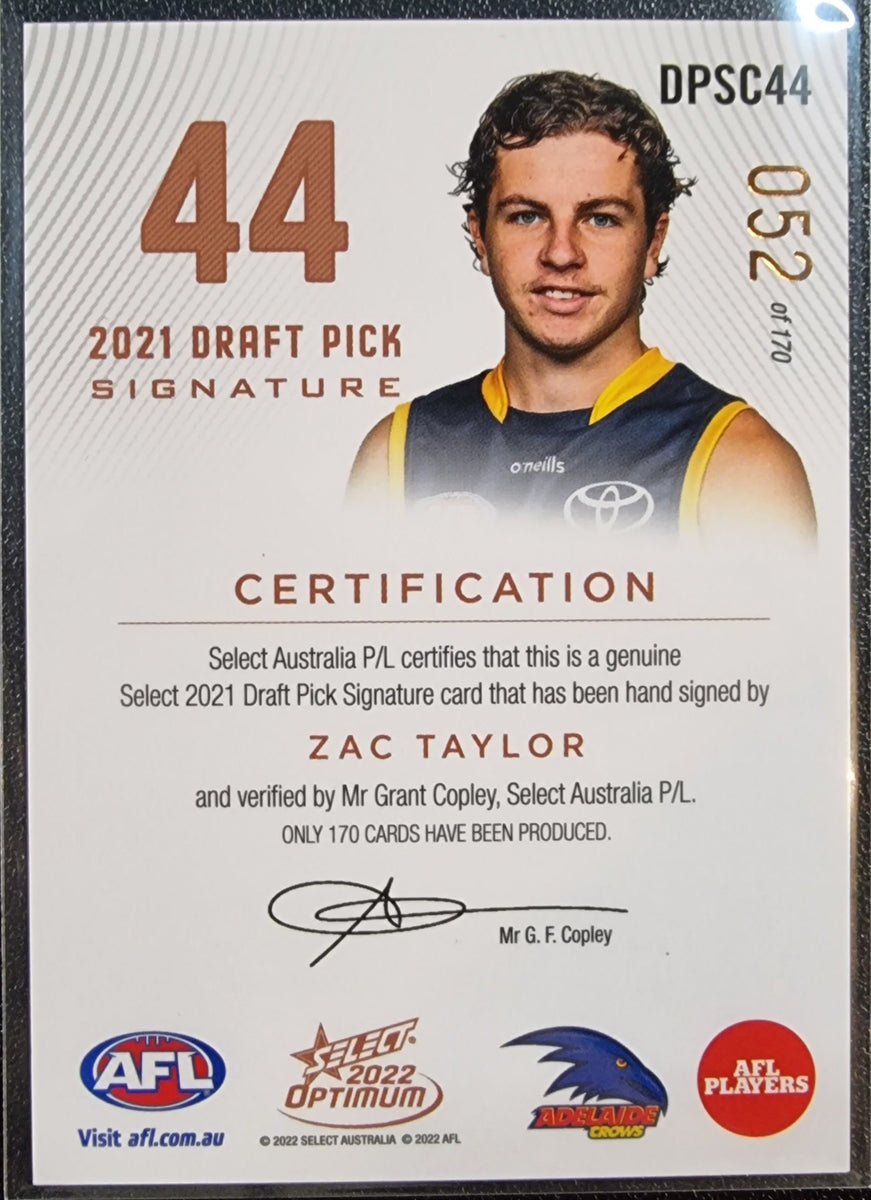 DPSC44
44
052 of 170
2021 DRAFT PICK
SIGNATURE
o'neills
CERTIFICATION
Select Australia P/L certifies that this is a genuine
Select 2021 Draft Pick Signature card that has been hand signed by
ZAC TAYLOR
and verified by Mr Grant Copley, Select Australia P/L.
ONLY 170 CARDS HAVE BEEN PRODUCED.
Mr G. F. Copley
AFL
Visit afl.com.au
SELECT
2022
OPTIMUM
© 2022 SELECT AUSTRALIA © 2022 AFL
ADELAIDE
CROWS
AFL
PLAYERS